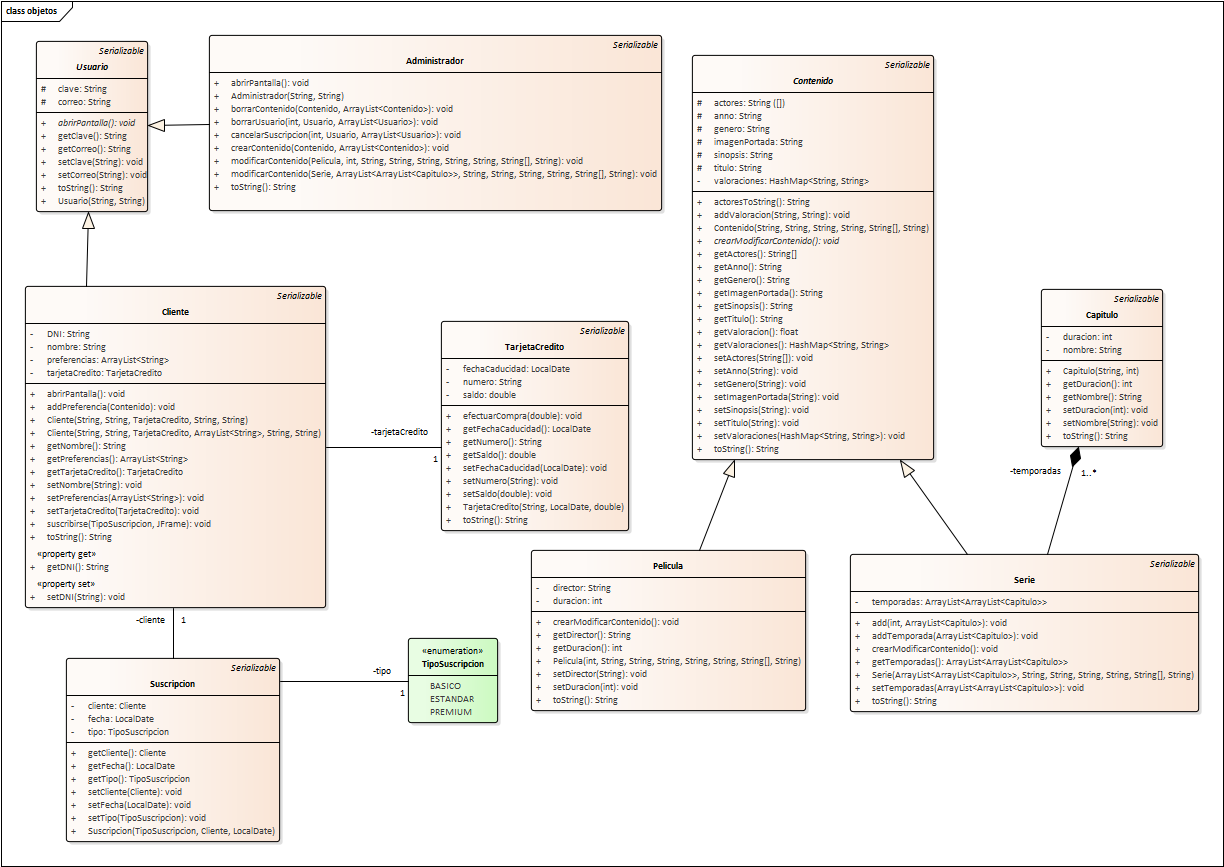 class objetos
Serializable
Usuario
# clave: String
# correo: String
+ abrirPantalla(): void
+ getClave(): String
+ getCorreo(): String
+ setClave(String): void
+ setCorreo(String): void
+ toString(): String
+ Usuario(String, String)
Serializable
Administrador
+ abrirPantalla(): void
+ Administrador(String, String)
+ borrarContenido(Contenido, ArrayList<Contenido>): void
+ borrarUsuario(int, Usuario, ArrayList<Usuario>): void
+ cancelarSuscripcion(int, Usuario, ArrayList<Usuario>): void
+ crearContenido(Contenido, ArrayList<Contenido>): void
+ modificarContenido(Pelicula, int, String, String, String, String, String, String[], String): void
+ modificarContenido(Serie, ArrayList<ArrayList<Capitulo>>, String, String, String, String, String[], String): void
+ toString(): String
Serializable
Contenido
# actores: String ([])
# anno: String
# genero: String
# imagenPortada: String
# sinopsis: String
# titulo: String
- valoraciones: HashMap<String, String>
+ actoresToString(): String
+ addValoracion(String, String): void
+ Contenido(String, String, String, String, String[], String)
+ crearModificarContenido(): void
+ getActores(): String[]
+ getAnno(): String
+ getGenero(): String
+ getImagenPortada(): String
+ getSinopsis(): String
+ getTitulo(): String
+ getValoracion(): float
+ getValoraciones(): HashMap<String, String>
+ setActores(String[]): void
+ setAnno(String): void
+ setGenero(String): void
+ setImagenPortada(String): void
+ setSinopsis(String): void
+ setTitulo(String): void
+ setValoraciones(HashMap<String, String>): void
+ toString(): String
Serializable
Cliente
- DNI: String
- nombre: String
- preferencias: ArrayList<String>
- tarjetaCredito: TarjetaCredito
+ abrirPantalla(): void
+ addPreferencia(Contenido): void
+ Cliente(String, String, TarjetaCredito, String, String)
+ Cliente(String, String, TarjetaCredito, ArrayList<String>, String, String)
+ getNombre(): String
+ getPreferencias(): ArrayList<String>
+ getTarjetaCredito(): TarjetaCredito
+ setNombre(String): void
+ setPreferencias(ArrayList<String>): void
+ setTarjetaCredito(TarjetaCredito): void
+ suscribirse(TipoSuscripcion, JFrame): void
+ toString(): String
«property get»
+ getDNI(): String
«property set»
+ setDNI(String): void
-tarjetaCredito
1
Serializable
TarjetaCredito
- fechaCaducidad: LocalDate
- numero: String
- saldo: double
+ efectuarCompra(double): void
+ getFechaCaducidad(): LocalDate
+ getNumero(): String
+ getSaldo(): double
+ setFechaCaducidad(LocalDate): void
+ setNumero(String): void
+ setSaldo(double): void
+ TarjetaCredito(String, LocalDate, double)
+ toString(): String
Serializable
Capitulo
- duracion: int
- nombre: String
+ Capitulo(String, int)
+ getDuracion(): int
+ getNombre(): String
+ setDuracion(int): void
+ setNombre(String): void
+ toString(): String
-temporadas
1..*
Pelicula
- director: String
- duracion: int
+ crearModificarContenido(): void
+ getDirector(): String
+ getDuracion(): int
+ Pelicula(int, String, String, String, String, String, String[], String)
+ setDirector(String): void
+ setDuracion(int): void
+ toString(): String
Serializable
Serie
- temporadas: ArrayList<ArrayList<Capitulo>>
+ add(int, ArrayList<Capitulo>): void
+ addTemporada(ArrayList<Capitulo>): void
+ crearModificarContenido(): void
+ getTemporadas(): ArrayList<ArrayList<Capitulo>>
+ Serie(ArrayList<ArrayList<Capitulo>>, String, String, String, String, String[], String)
+ setTemporadas(ArrayList<ArrayList<Capitulo>>): void
+ toString(): String
-cliente
1
Serializable
Suscripcion
- cliente: Cliente
- fecha: LocalDate
- tipo: TipoSuscripcion
+ getCliente(): Cliente
+ getFecha(): LocalDate
+ getTipo(): TipoSuscripcion
+ setCliente(Cliente): void
+ setFecha(LocalDate): void
+ setTipo(TipoSuscripcion): void
+ Suscripcion(TipoSuscripcion, Cliente, LocalDate)
-tipo
1
«enumeration»
TipoSuscripcion
BASICO
ESTANDAR
PREMIUM